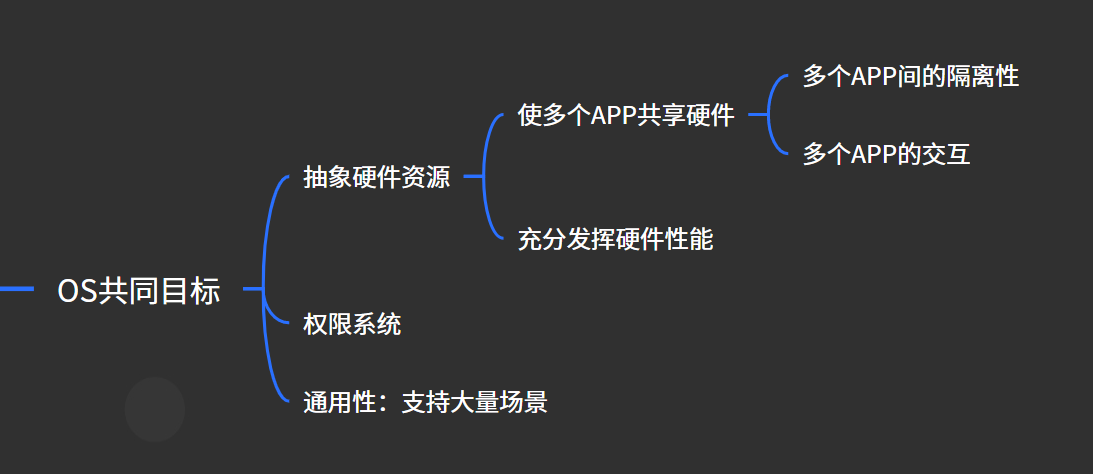 OS共同目标
抽象硬件资源
使多个APP共享硬件
多个APP间的隔离性
多个APP的交互
充分发挥硬件性能
权限系统
通用性：支持大量场景